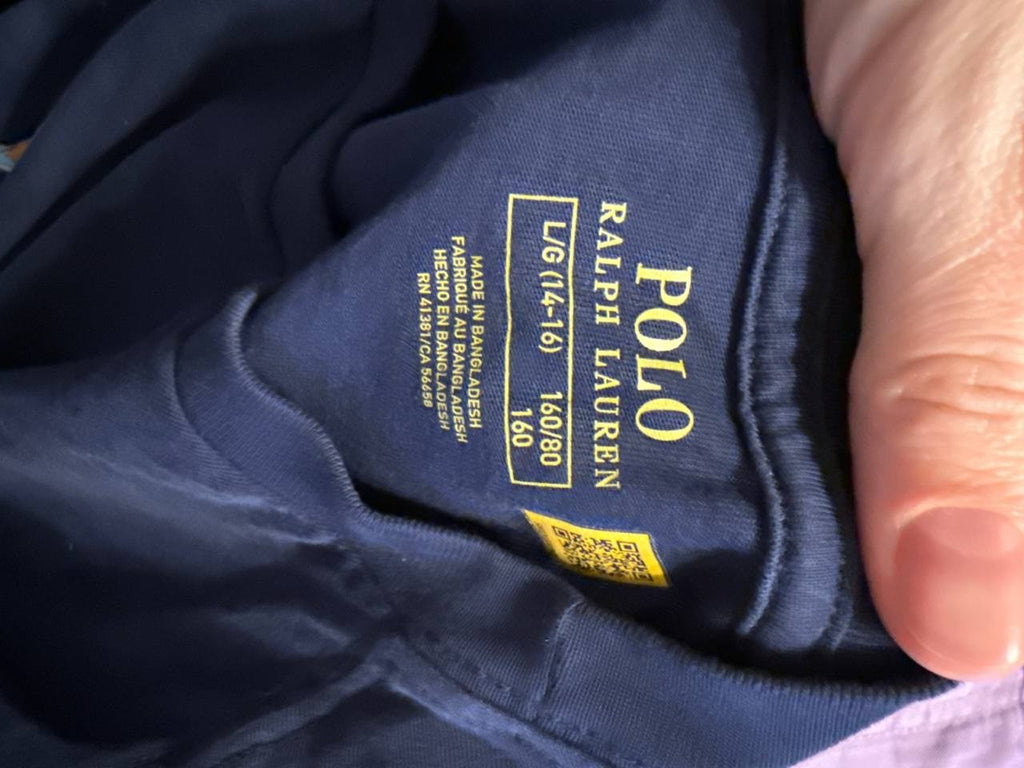 POLO
RALPH LAUREN
L/G (14-16) 160/80
160
MADE IN BANGLADESH
FABRIQUÉ AU BANGLADESH
HECHO EN BANGLADESH
RN 41381/CA 56658